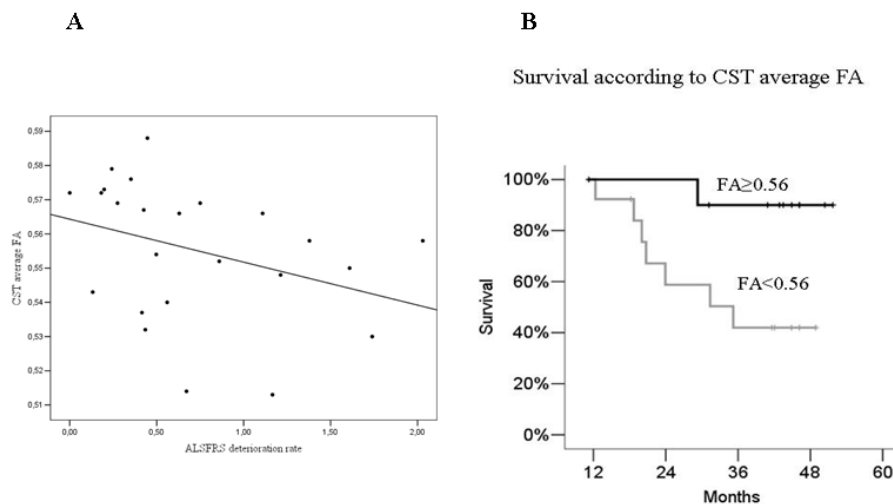 A
B
Survival according to CST average FA
CST average FA
0,59
0,58
0,57
0,56
0,55
0,54
0,53
0,52
0,51
0,00
0,50
1,00
1,50
2,00
ALSFRS deterioration rate
Survival
100%
80%
60%
40%
20%
0%
FA≥0.56
FA<0.56
12
24
36
48
60
Months